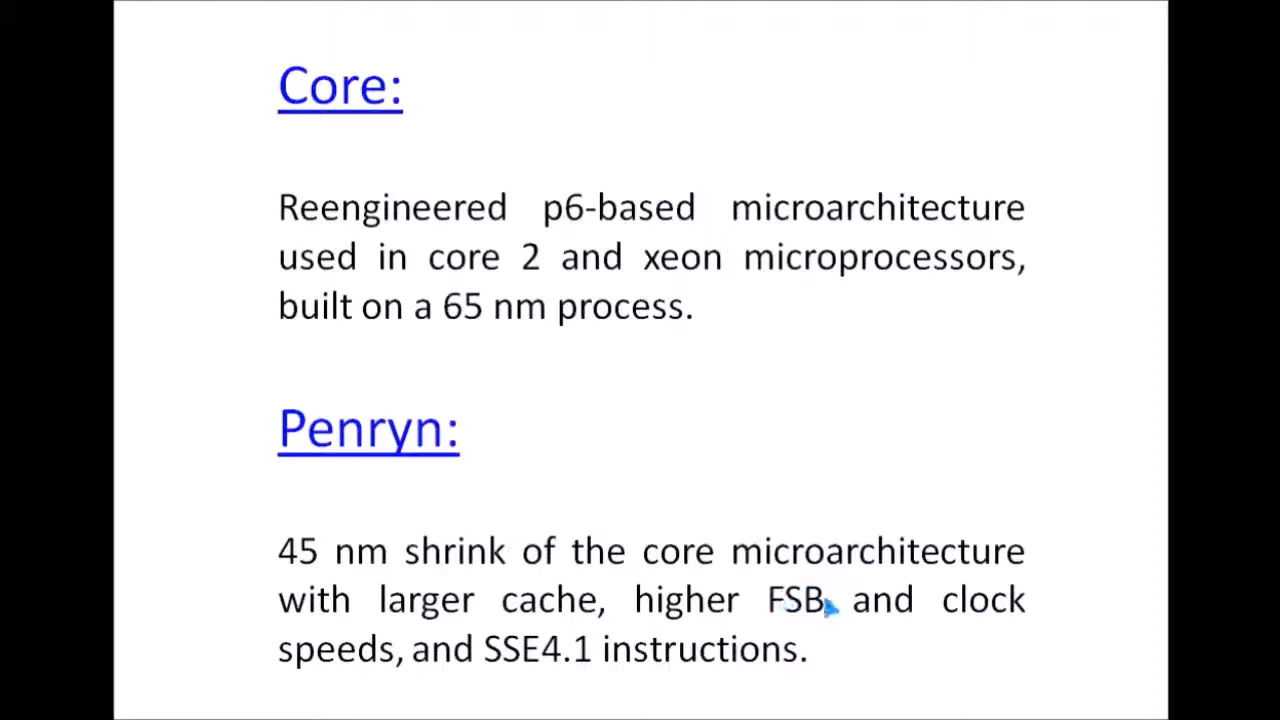 Core:
Reengineered p6-based microarchitecture
used in core 2 and xeon microprocessors,
built on a 65 nm process.
Penryn:
45 nm shrink of the core microarchitecture
with larger cache, higher FSB and clock
speeds, and SSE4.1 instructions.